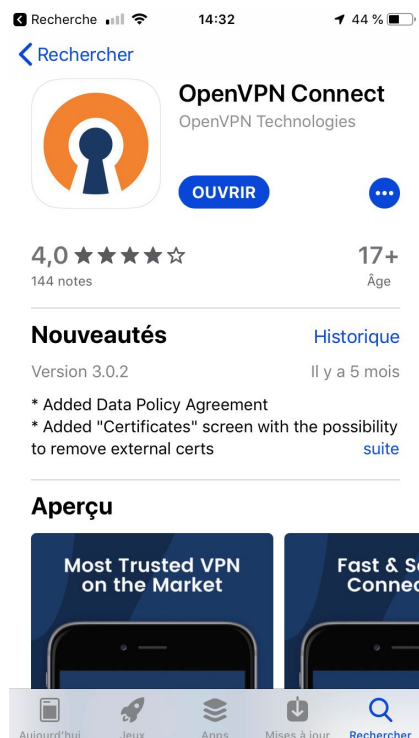 Recherche 14:32 44 %
Rechercher
OpenVPN Connect
OpenVPN Technologies
OUVRIR
4,0 ★★★★☆ 17+
144 notes Âge
Nouveautés Historique
Version 3.0.2 Il y a 5 mois
* Added Data Policy Agreement
* Added "Certificates" screen with the possibility
to remove external certs suite
Aperçu
Most Trusted VPN
on the Market
Fast & S
Connec
Aujourd'hui Jeux Apps Mises à jour Rechercher